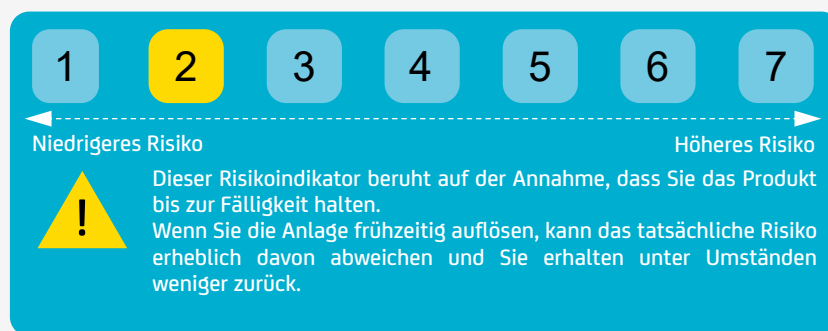 1 2 3 4 5 6 7
Niedrigeres Risiko Höheres Risiko
Dieser Risikoindikator beruht auf der Annahme, dass Sie das Produkt
bis zur Fälligkeit halten.
Wenn Sie die Anlage frühzeitig auflösen, kann das tatsächliche Risiko
erheblich davon abweichen und Sie erhalten unter Umständen
weniger zurück.
!